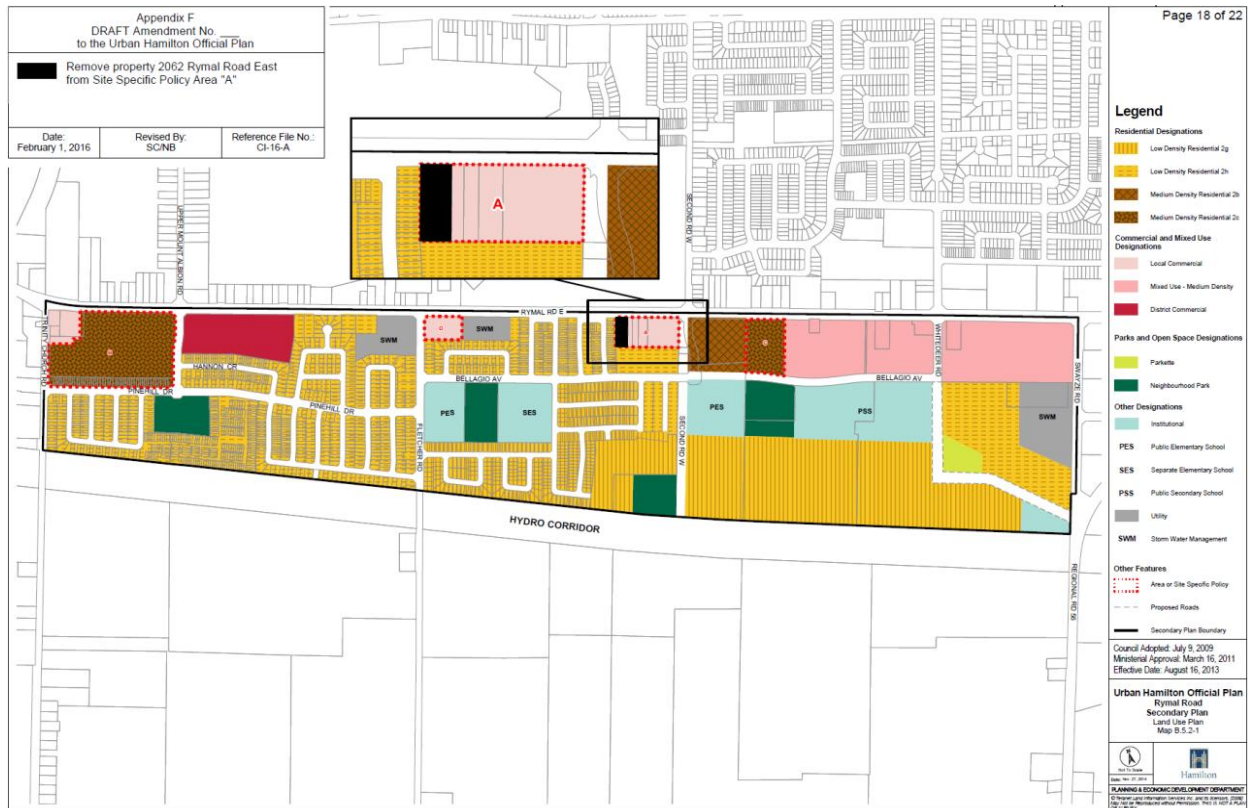 Page 18 of 22
Appendix F
DRAFT Amendment No. ___
to the Urban Hamilton Official Plan
Remove property 2062 Rymal Road East
from Site Specific Policy Area "A"
Date:
February 1, 2016
Revised By:
SC/NB
Reference File No.:
CI-16-A
A
UPPER MOUNT ALBION RD
SECOND RD W
RYMAL RD E
TRINITY CHURCH RD
SWM
SWM
HANNON CR
BELLAGIO AV
WHITEDEER RD
BELLAGIO AV
SWAYZE RD
PINEHILL DR
PINEHILL DR
FLETCHER RD
PES
SES
SECOND RD W
PES
PSS
SWM
HYDRO CORRIDOR
REGIONAL RD 56
Legend
Residential Designations
Low Density Residential 2g
Low Density Residential 2h
Medium Density Residential 2b
Medium Density Residential 2c
Commercial and Mixed Use
Designations
Local Commercial
Mixed Use - Medium Density
District Commercial
Parks and Open Space Designations
Parkette
Neighbourhood Park
Other Designations
Institutional
PES Public Elementary School
SES Separate Elementary School
PSS Public Secondary School
Utility
SWM Storm Water Management
Other Features
Area or Site Specific Policy
Proposed Roads
Secondary Plan Boundary
Council Adopted: July 9, 2009
Ministerial Approval: March 16, 2011
Effective Date: August 16, 2013
Urban Hamilton Official Plan
Rymal Road
Secondary Plan
Land Use Plan
Map B.5.2-1
Not To Scale
Hamilton
PLANNING & ECONOMIC DEVELOPMENT DEPARTMENT